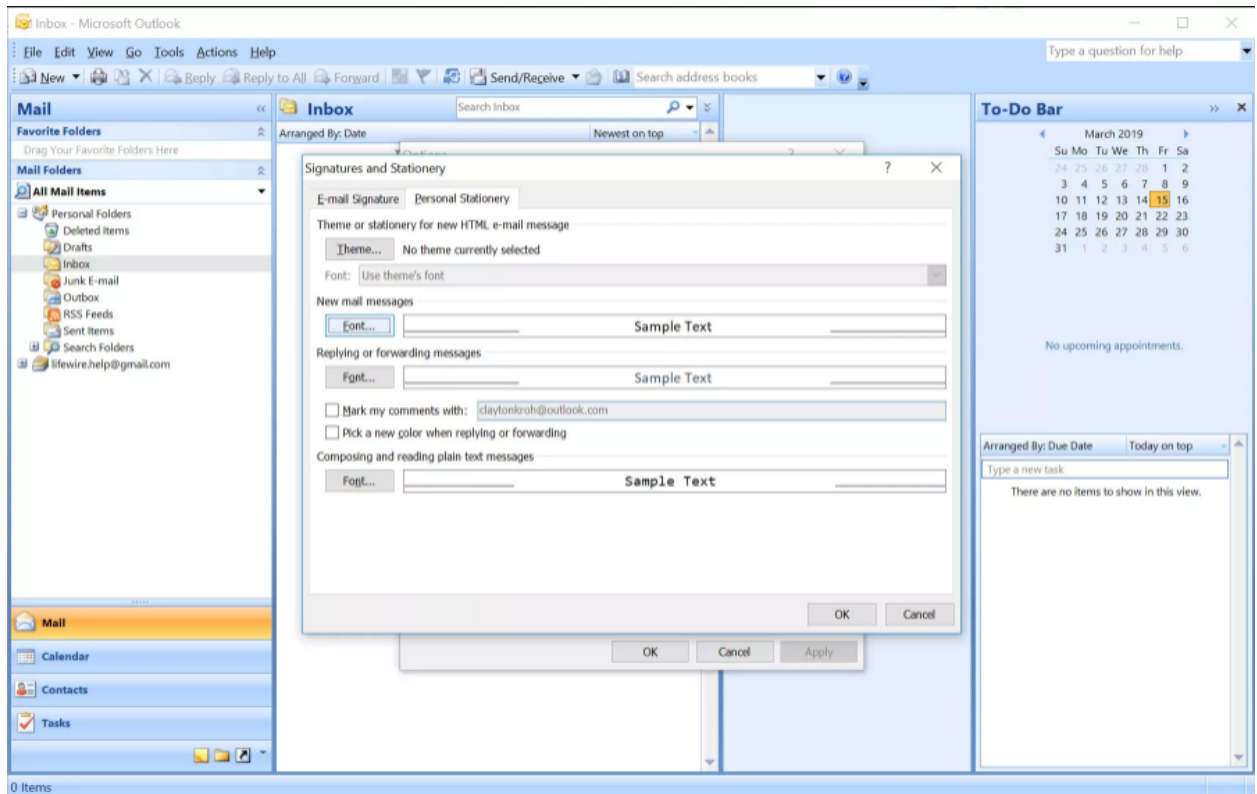 Inbox - Microsoft Outlook
File Edit View Go Tools Actions Help
Type a question for help
New Reply Reply to All Forward Send/Receive Search address books
Mail
Favorite Folders
Drag Your Favorite Folders Here
Mail Folders
All Mail Items
Personal Folders
Deleted Items
Drafts
Inbox
Junk E-mail
Outbox
RSS Feeds
Sent Items
Search Folders
lifewire.help@gmail.com
Mail
Calendar
Contacts
Tasks
0 Items
Inbox
Search Inbox
Arranged By: Date Newest on top
Options
Signatures and Stationery
E-mail Signature Personal Stationery
Theme or stationery for new HTML e-mail message
Theme... No theme currently selected
Font: Use theme's font
New mail messages
Font... Sample Text
Replying or forwarding messages
Font... Sample Text
Mark my comments with: claytonkroh@outlook.com
Pick a new color when replying or forwarding
Composing and reading plain text messages
Font... Sample Text
OK Cancel
OK Cancel Apply
To-Do Bar
March 2019
Su Mo Tu We Th Fr Sa
24 25 26 27 28 1 2
3 4 5 6 7 8 9
10 11 12 13 14 15 16
17 18 19 20 21 22 23
24 25 26 27 28 29 30
31 1 2 3 4 5 6
No upcoming appointments.
Arranged By: Due Date Today on top
Type a new task
There are no items to show in this view.